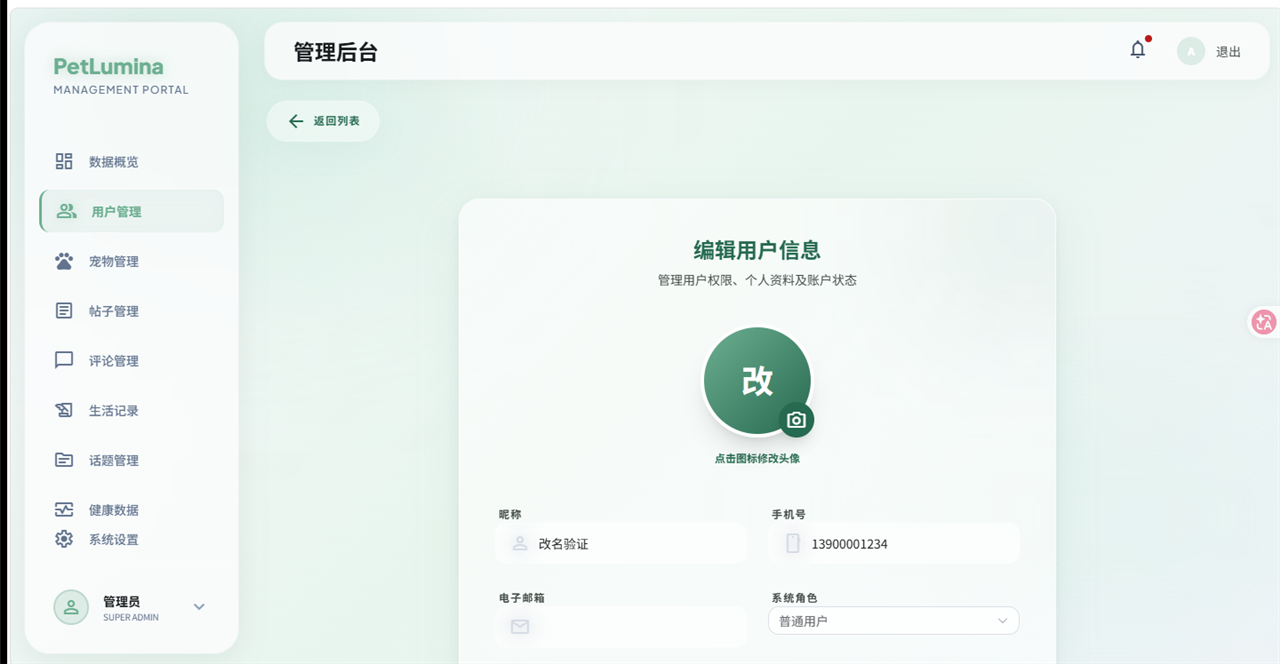 PetLumina
MANAGEMENT PORTAL
数据概览
用户管理
宠物管理
帖子管理
评论管理
生活记录
话题管理
健康数据
系统设置
管理员
SUPER ADMIN
管理后台
A
退出
返回列表
编辑用户信息
管理用户权限、个人资料及账户状态
改
点击图标修改头像
昵称
改名验证
手机号
13900001234
电子邮箱
系统角色
普通用户
A